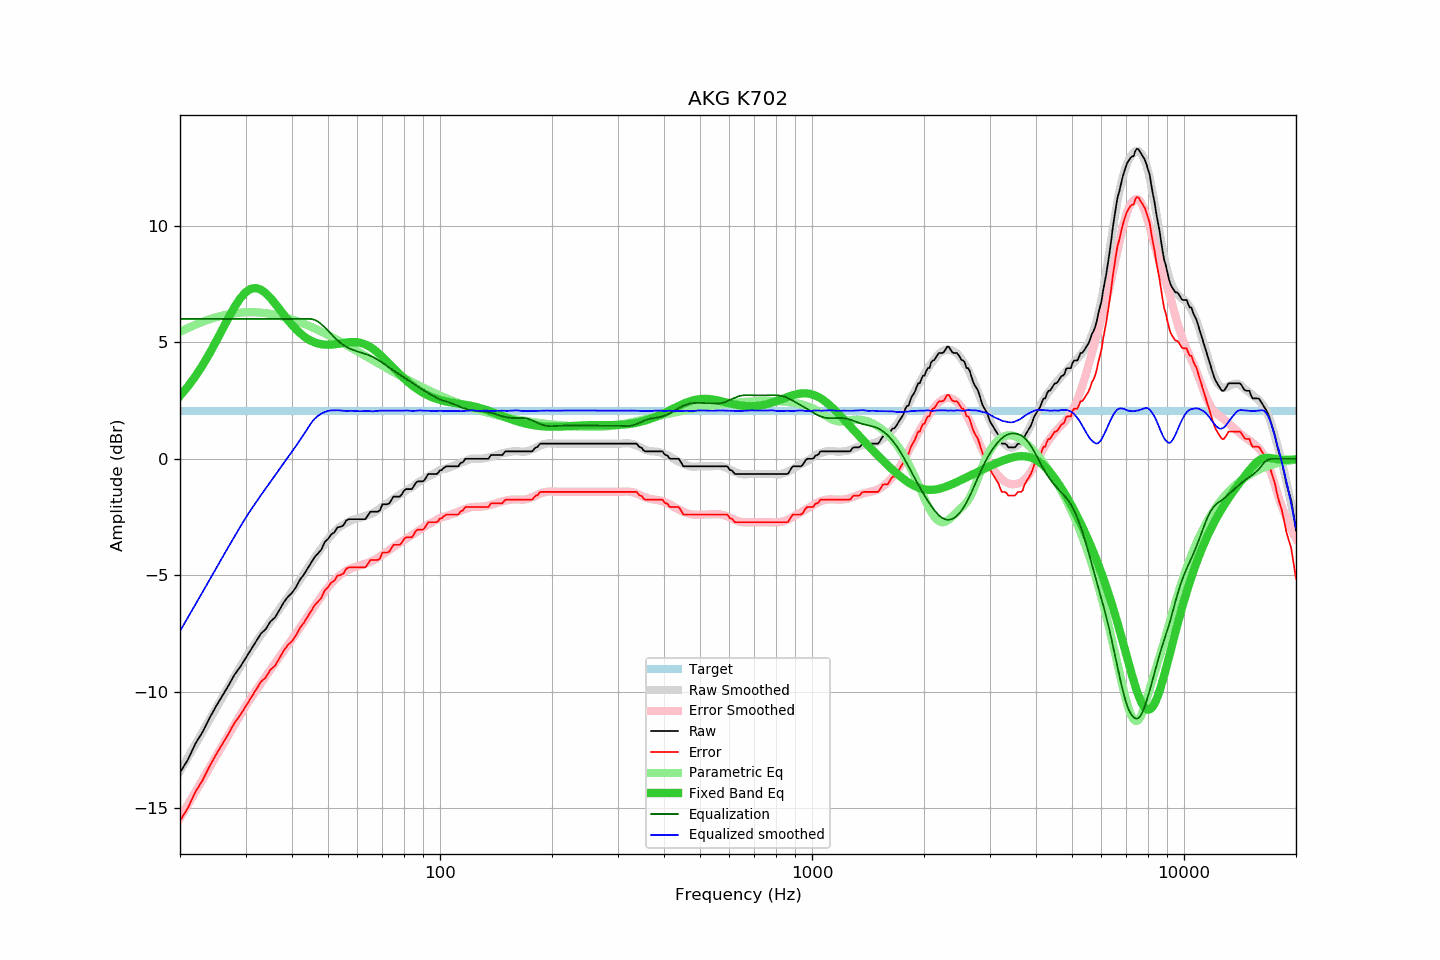 AKG K702
Amplitude (dBr)
10
5
0
−5
−10
−15
Target
Raw Smoothed
Error Smoothed
Raw
Error
Parametric Eq
Fixed Band Eq
Equalization
Equalized smoothed
100
1000
10000
Frequency (Hz)